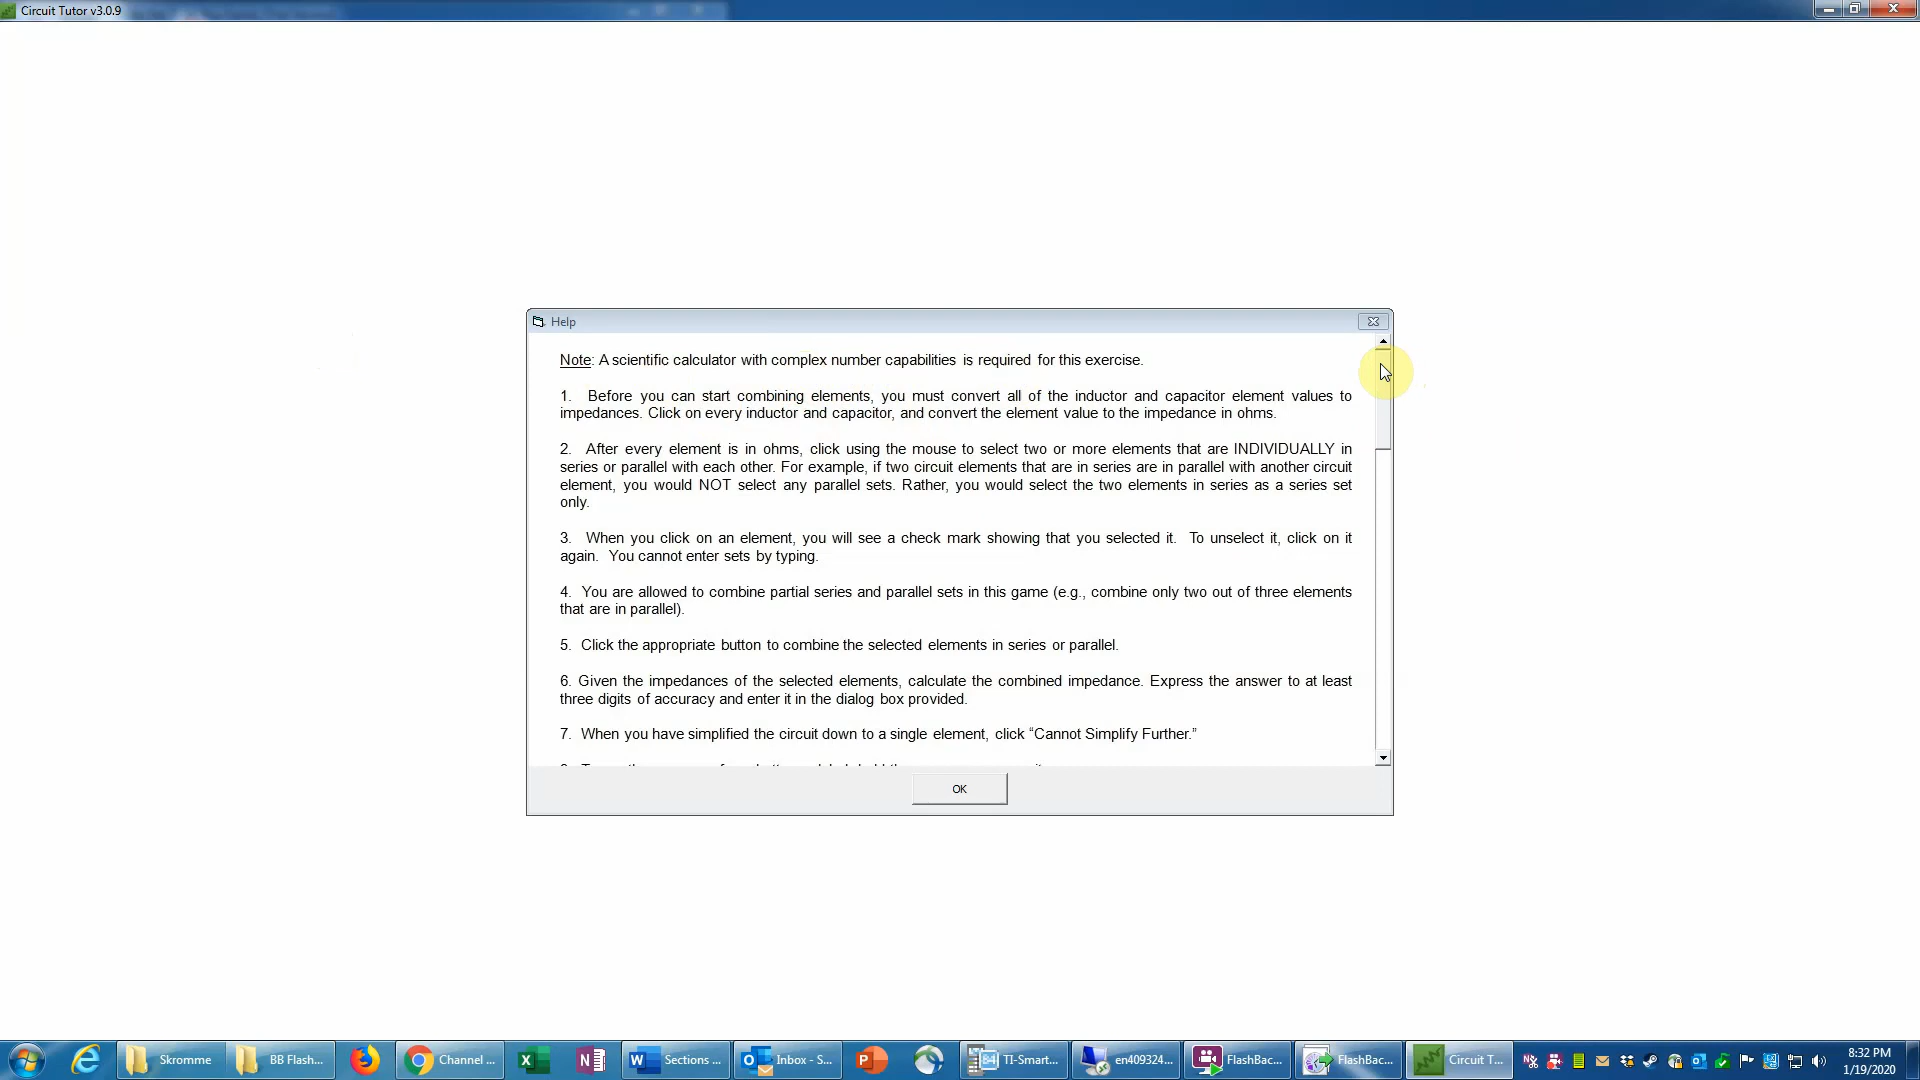 Circuit Tutor v3.0.9
Help
Note: A scientific calculator with complex number capabilities is required for this exercise.
1. Before you can start combining elements, you must convert all of the inductor and capacitor element values to
impedances. Click on every inductor and capacitor, and convert the element value to the impedance in ohms.
2. After every element is in ohms, click using the mouse to select two or more elements that are INDIVIDUALLY in
series or parallel with each other. For example, if two circuit elements that are in series are in parallel with another circuit
element, you would NOT select any parallel sets. Rather, you would select the two elements in series as a series set
only.
3. When you click on an element, you will see a check mark showing that you selected it. To unselect it, click on it
again. You cannot enter sets by typing.
4. You are allowed to combine partial series and parallel sets in this game (e.g., combine only two out of three elements
that are in parallel).
5. Click the appropriate button to combine the selected elements in series or parallel.
6. Given the impedances of the selected elements, calculate the combined impedance. Express the answer to at least
three digits of accuracy and enter it in the dialog box provided.
7. When you have simplified the circuit down to a single element, click “Cannot Simplify Further.”
OK
Skromme
BB Flash...
Channel ...
Sections ...
Inbox - S...
TI-Smart...
en409324...
FlashBac...
FlashBac...
Circuit T...
8:32 PM
1/19/2020